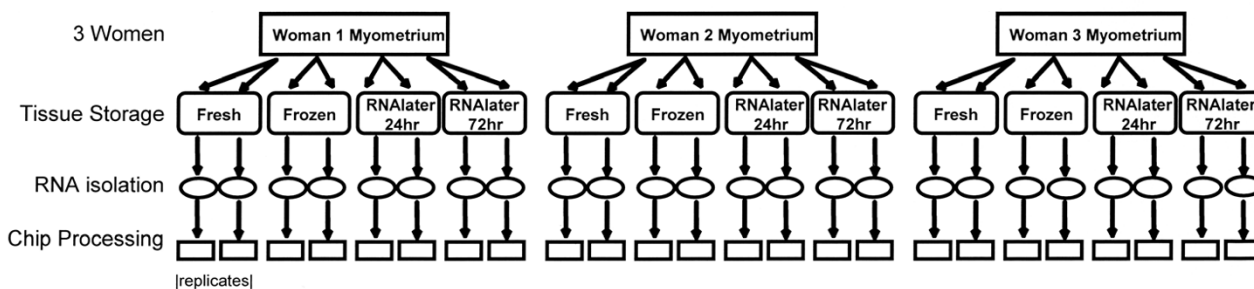 3 Women
Woman 1 Myometrium
Woman 2 Myometrium
Woman 3 Myometrium
Tissue Storage
Fresh
Frozen
RNAlater
24hr
RNAlater
72hr
Fresh
Frozen
RNAlater
24hr
RNAlater
72hr
Fresh
Frozen
RNAlater
24hr
RNAlater
72hr
RNA isolation
Chip Processing
|replicates|